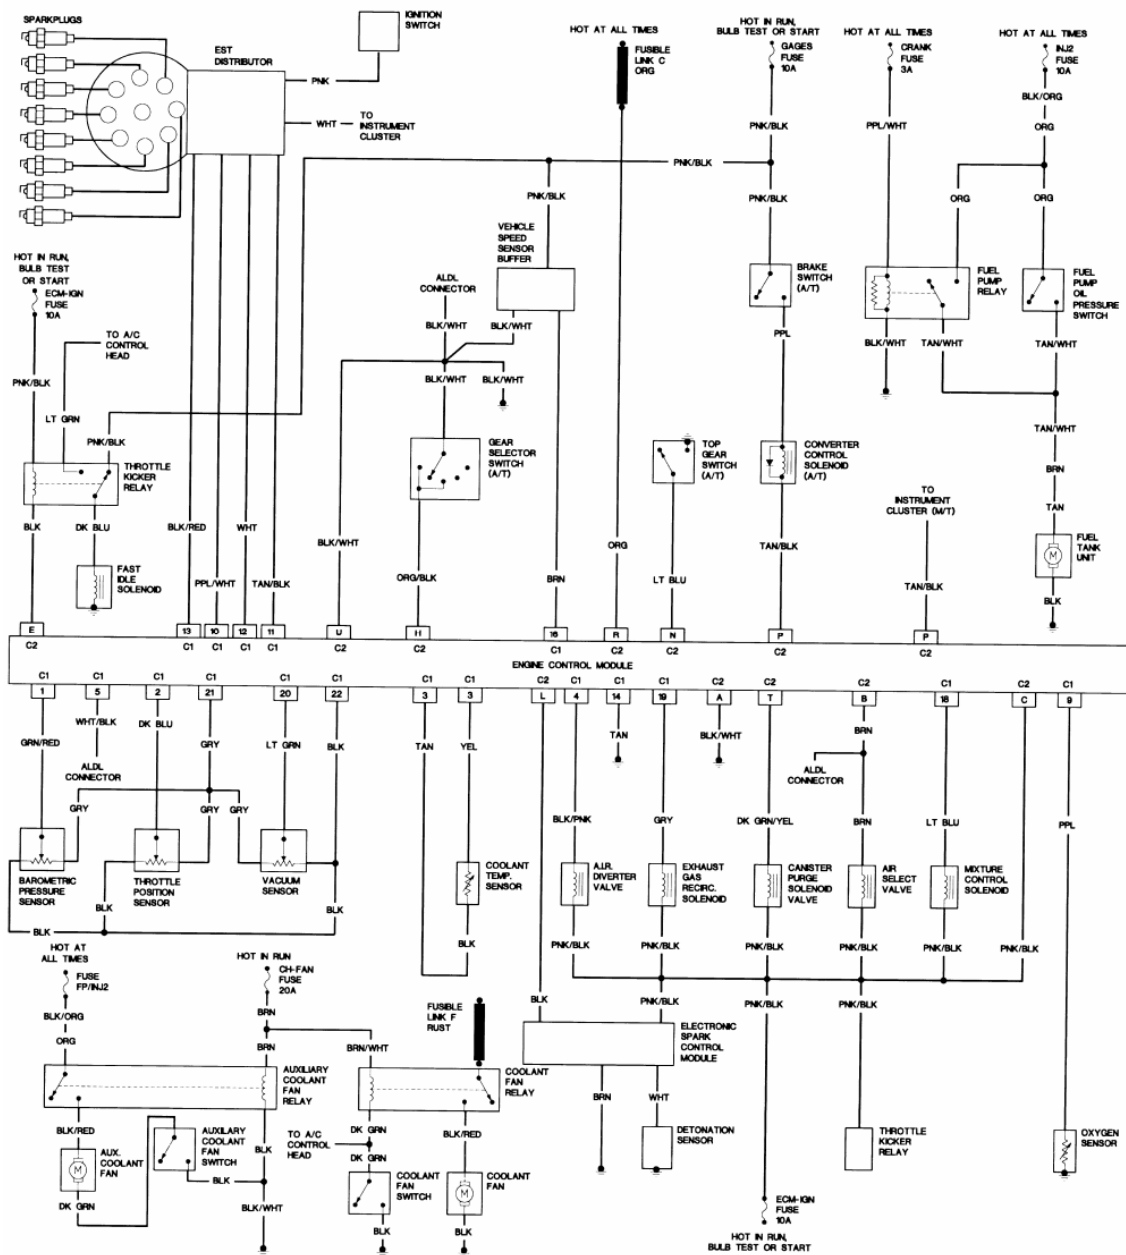 SPARKPLUGS
EST
DISTRIBUTOR
IGNITION
SWITCH
PNK
WHT
TO
INSTRUMENT
CLUSTER
HOT AT ALL TIMES
FUSIBLE
LINK C
ORG
HOT IN RUN,
BULB TEST OR START
GAGES
FUSE
10A
HOT AT ALL TIMES
CRANK
FUSE
3A
HOT AT ALL TIMES
INJ2
FUSE
10A
BLK/ORG
PNK/BLK
PPL/WHT
ORG
PNK/BLK
PNK/BLK
PNK/BLK
ORG
ORG
HOT IN RUN,
BULB TEST
OR START
ECM-IGN
FUSE
10A
VEHICLE
SPEED
SENSOR
BUFFER
ALDL
CONNECTOR
BRAKE
SWITCH
(A/T)
FUEL
PUMP
RELAY
FUEL
PUMP
OIL
PRESSURE
SWITCH
TO A/C
CONTROL
HEAD
BLK/WHT
BLK/WHT
PPL
BLK/WHT
TAN/WHT
TAN/WHT
PNK/BLK
BLK/WHT
BLK/WHT
LT GRN
PNK/BLK
TAN/WHT
GEAR
SELECTOR
SWITCH
(A/T)
TOP
GEAR
SWITCH
(A/T)
CONVERTER
CONTROL
SOLENOID
(A/T)
THROTTLE
KICKER
RELAY
BRN
TO
INSTRUMENT
CLUSTER (M/T)
TAN
BLK
DK BLU
BLK/RED
WHT
BLK/WHT
ORG
TAN/BLK
FUEL
TANK
UNIT
M
FAST
IDLE
SOLENOID
PPL/WHT
TAN/BLK
ORG/BLK
BRN
LT BLU
TAN/BLK
BLK
E
13
10
12
11
U
H
16
R
N
P
P
C2
C1
C1
C1
C1
C2
C2
C1
C2
C2
C2
C2
ENGINE CONTROL MODULE
C1
C1
C1
C1
C1
C1
C1
C1
C2
C1
C1
C1
C2
C2
C2
C1
C2
C1
1
5
2
21
20
22
3
3
L
4
14
19
A
T
B
18
C
9
GRN/RED
WHT/BLK
DK BLU
GRY
LT GRN
BLK
TAN
YEL
TAN
BLK/WHT
BRN
ALDL
CONNECTOR
ALDL
CONNECTOR
GRY
GRY
GRY
BLK/PNK
GRY
DK GRN/YEL
BRN
LT BLU
PPL
BAROMETRIC
PRESSURE
SENSOR
THROTTLE
POSITION
SENSOR
VACUUM
SENSOR
COOLANT
TEMP.
SENSOR
A.I.R.
DIVERTER
VALVE
EXHAUST
GAS
RECIRC.
SOLENOID
CANISTER
PURGE
SOLENOID
VALVE
AIR
SELECT
VALVE
MIXTURE
CONTROL
SOLENOID
BLK
BLK
BLK
BLK
PNK/BLK
PNK/BLK
PNK/BLK
PNK/BLK
PNK/BLK
PNK/BLK
HOT AT
ALL TIMES
FUSE
FP/INJ2
HOT IN RUN
CH-FAN
FUSE
20A
BLK/ORG
BRN
FUSIBLE
LINK F
RUST
BLK
PNK/BLK
PNK/BLK
PNK/BLK
ORG
BRN
BRN/WHT
ELECTRONIC
SPARK
CONTROL
MODULE
AUXILIARY
COOLANT
FAN
RELAY
COOLANT
FAN
RELAY
BRN
WHT
BLK/RED
AUXILARY
COOLANT
FAN
SWITCH
BLK
TO A/C
CONTROL
HEAD
DK GRN
BLK/RED
DETONATION
SENSOR
THROTTLE
KICKER
RELAY
OXYGEN
SENSOR
M
AUX.
COOLANT
FAN
DK GRN
BLK
DK GRN
COOLANT
FAN
SWITCH
M
COOLANT
FAN
BLK/WHT
BLK
BLK
ECM-IGN
FUSE
10A
HOT IN RUN,
BULB TEST OR START